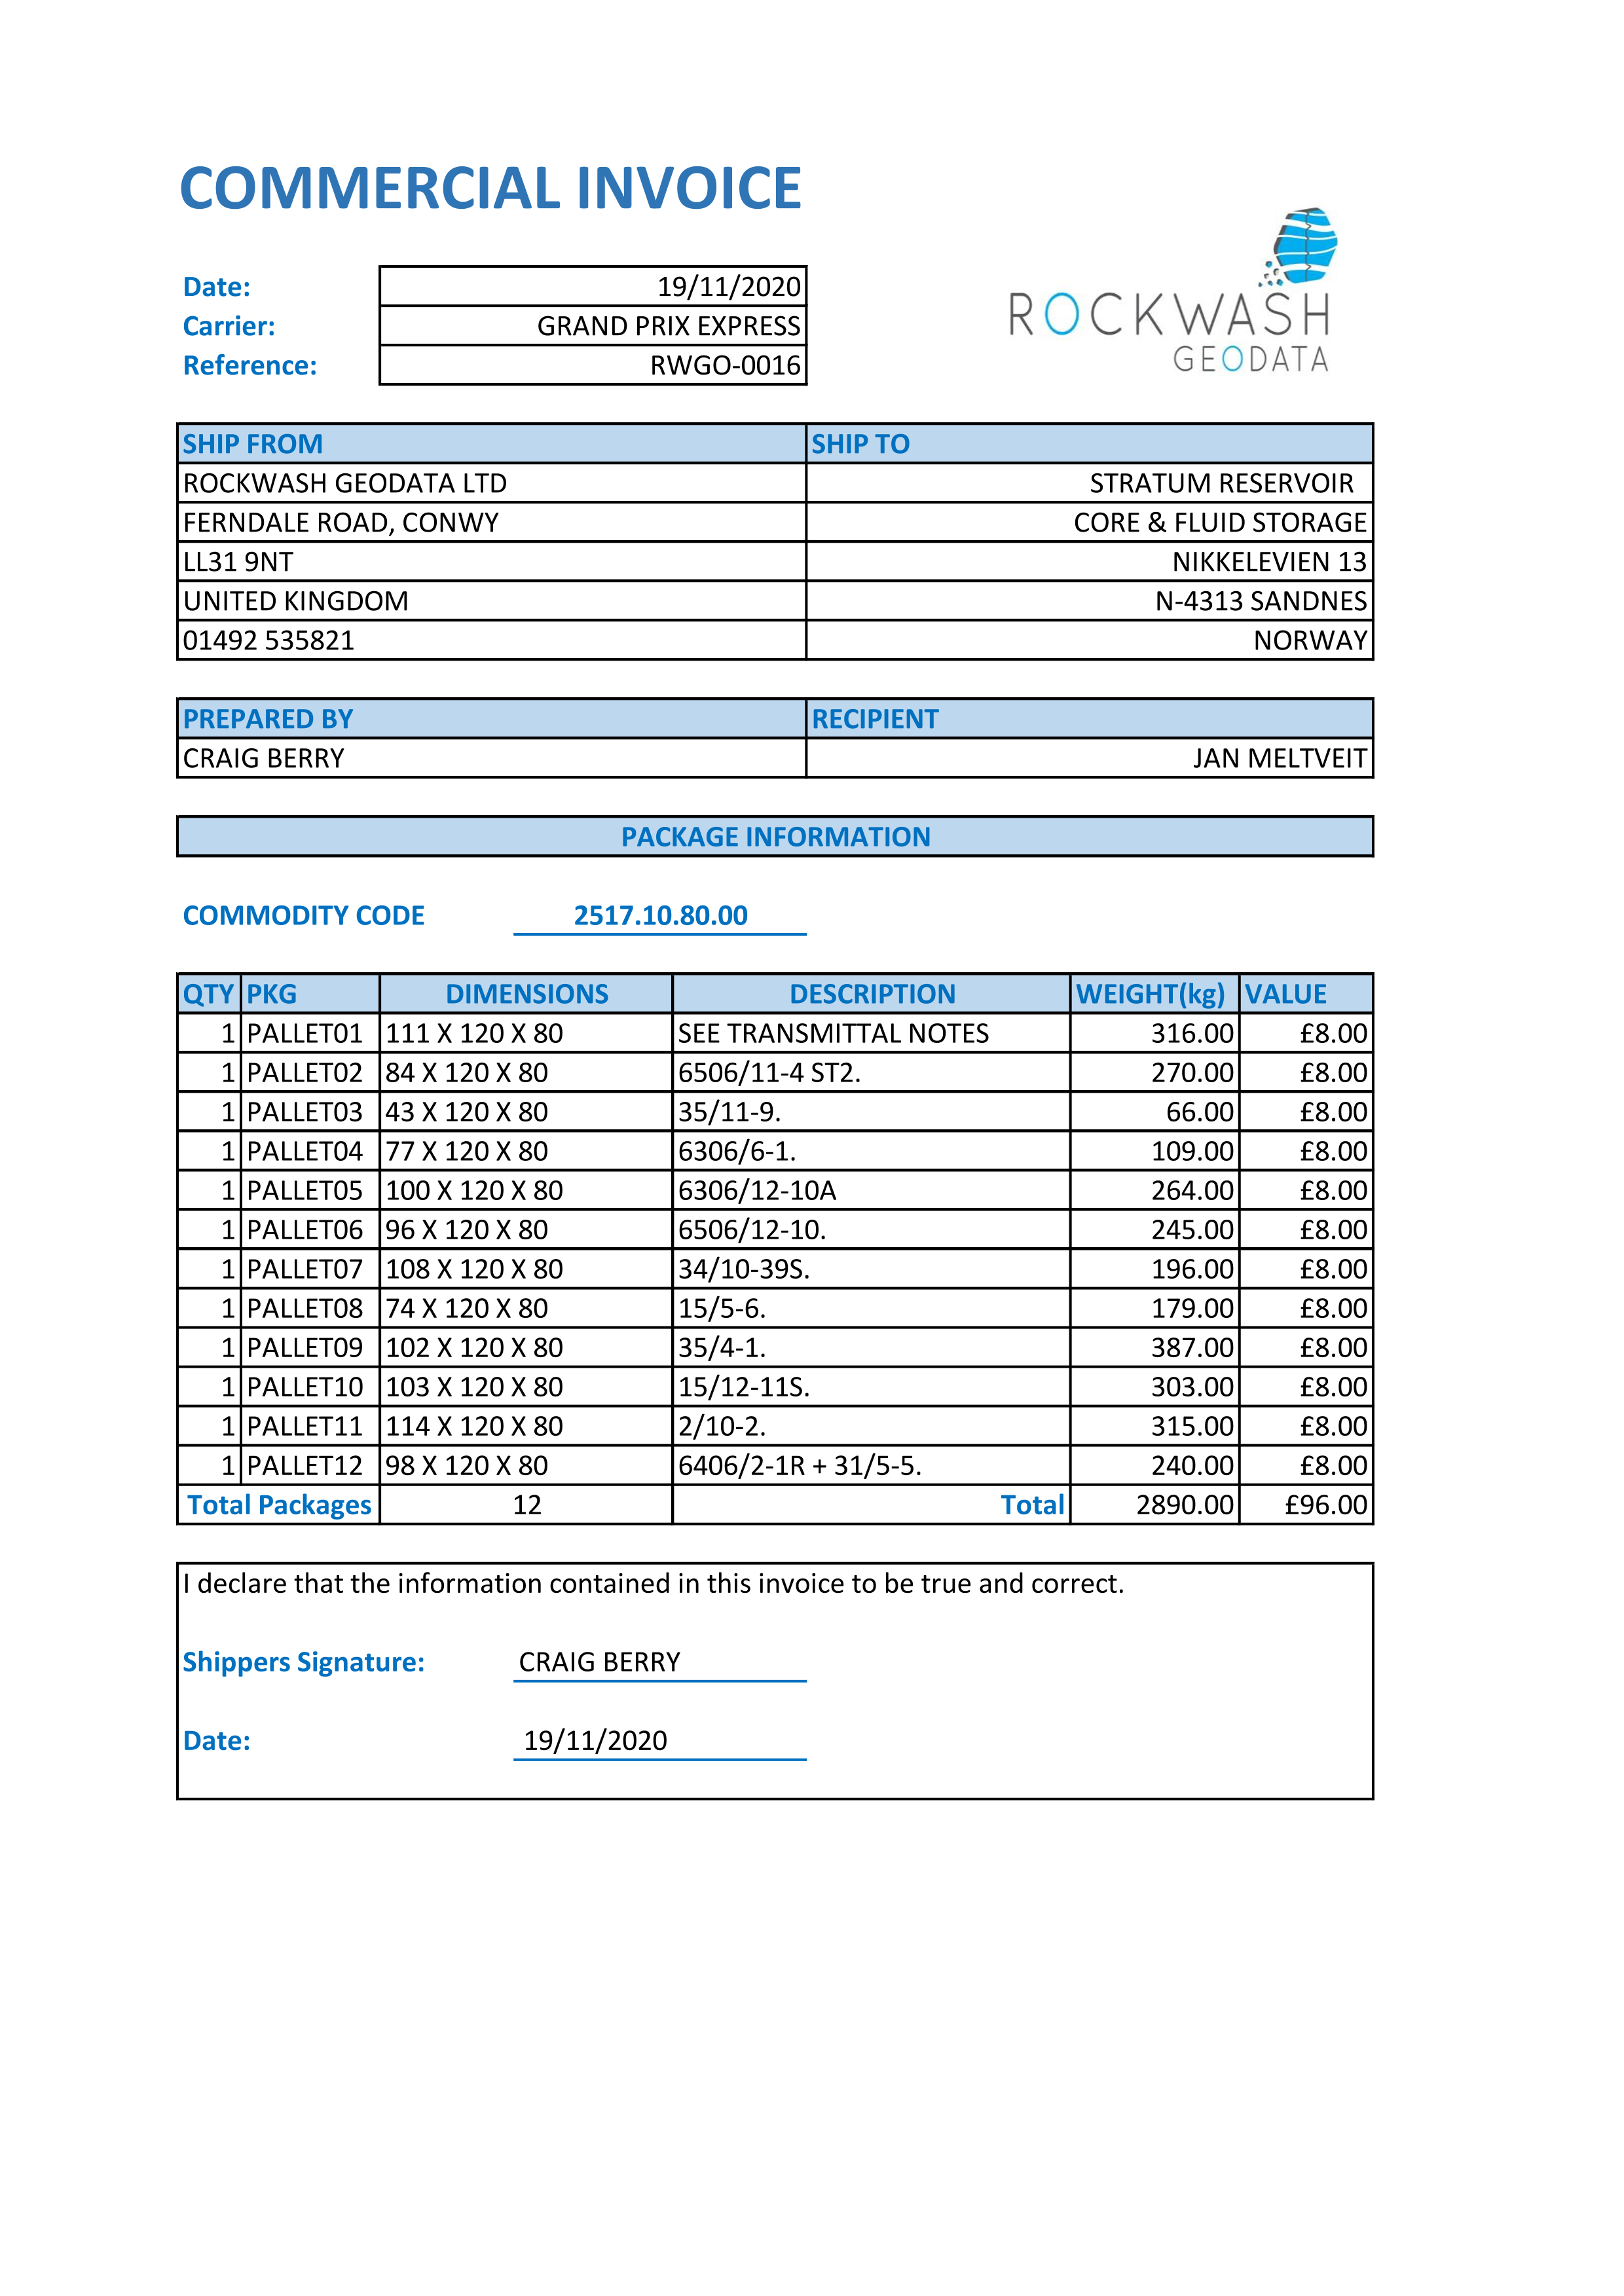 COMMERCIAL INVOICE
Date: 19/11/2020
Carrier: GRAND PRIX EXPRESS
Reference: RWGO-0016
ROCKWASH
GEODATA
SHIP FROM SHIP TO
ROCKWASH GEODATA LTD STRATUM RESERVOIR
FERNDALE ROAD, CONWY CORE & FLUID STORAGE
LL31 9NT NIKKELEVIEN 13
UNITED KINGDOM N-4313 SANDNES
01492 535821 NORWAY
PREPARED BY RECIPIENT
CRAIG BERRY JAN MELTVEIT
PACKAGE INFORMATION
COMMODITY CODE 2517.10.80.00
QTY PKG DIMENSIONS DESCRIPTION WEIGHT(kg) VALUE
1 PALLET01 111 X 120 X 80 SEE TRANSMITTAL NOTES 316.00 £8.00
1 PALLET02 84 X 120 X 80 6506/11-4 ST2. 270.00 £8.00
1 PALLET03 43 X 120 X 80 35/11-9. 66.00 £8.00
1 PALLET04 77 X 120 X 80 6306/6-1. 109.00 £8.00
1 PALLET05 100 X 120 X 80 6306/12-10A 264.00 £8.00
1 PALLET06 96 X 120 X 80 6506/12-10. 245.00 £8.00
1 PALLET07 108 X 120 X 80 34/10-39S. 196.00 £8.00
1 PALLET08 74 X 120 X 80 15/5-6. 179.00 £8.00
1 PALLET09 102 X 120 X 80 35/4-1. 387.00 £8.00
1 PALLET10 103 X 120 X 80 15/12-11S. 303.00 £8.00
1 PALLET11 114 X 120 X 80 2/10-2. 315.00 £8.00
1 PALLET12 98 X 120 X 80 6406/2-1R + 31/5-5. 240.00 £8.00
Total Packages 12 Total 2890.00 £96.00
I declare that the information contained in this invoice to be true and correct.
Shippers Signature: CRAIG BERRY
Date: 19/11/2020